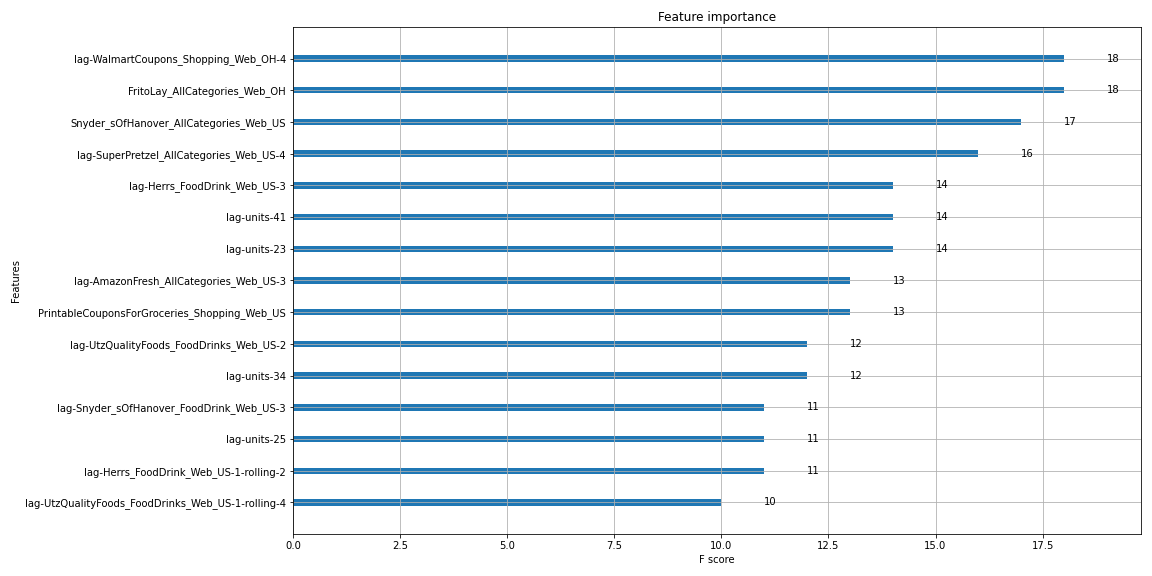 Feature importance
lag-WalmartCoupons_Shopping_Web_OH-4 18
FritoLay_AllCategories_Web_OH 18
Snyder_sOfHanover_AllCategories_Web_US 17
lag-SuperPretzel_AllCategories_Web_US-4 16
lag-Herrs_FoodDrink_Web_US-3 14
lag-units-41 14
lag-units-23 14
lag-AmazonFresh_AllCategories_Web_US-3 13
PrintableCouponsForGroceries_Shopping_Web_US 13
lag-UtzQualityFoods_FoodDrinks_Web_US-2 12
lag-units-34 12
lag-Snyder_sOfHanover_FoodDrink_Web_US-3 11
lag-units-25 11
lag-Herrs_FoodDrink_Web_US-1-rolling-2 11
lag-UtzQualityFoods_FoodDrinks_Web_US-1-rolling-4 10
Features
0.0 2.5 5.0 7.5 10.0 12.5 15.0 17.5
F score